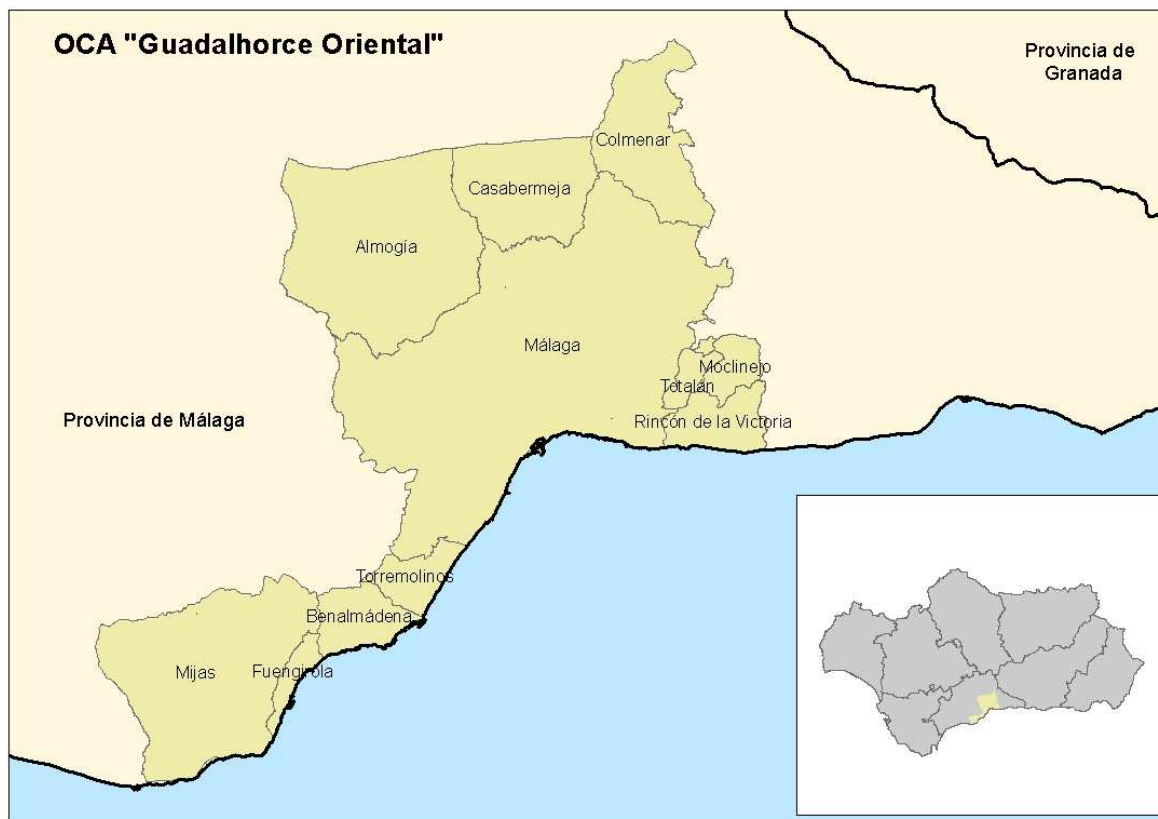 OCA "Guadalhorce Oriental"
Provincia de
Granada
Colmenar
Casabermeja
Almogía
Málaga
Moclinejo
Totalán
Provincia de Málaga
Rincón de la Victoria
Torremolinos
Benalmádena
Mijas
Fuengirola